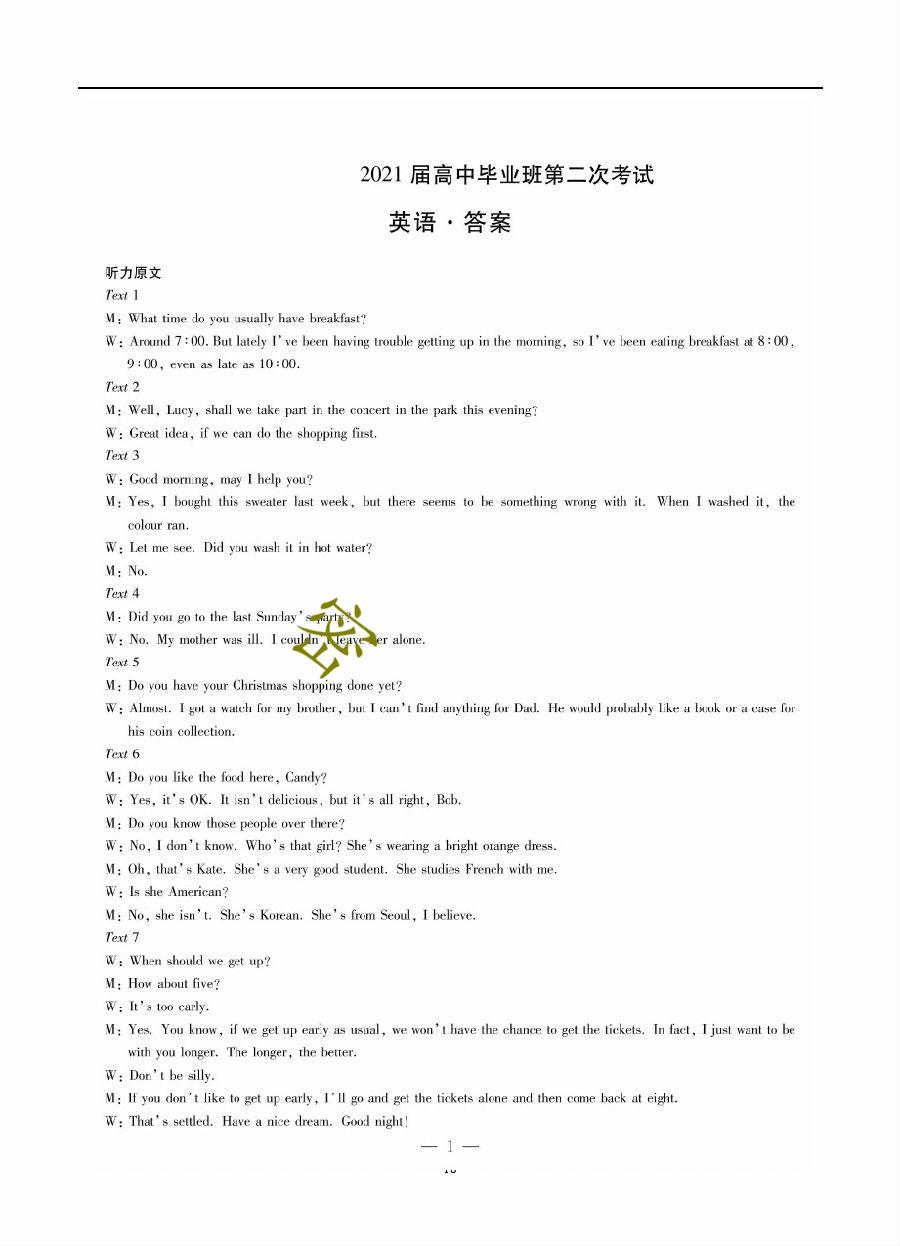 2021 届高中毕业班第二次考试
英语 · 答案
听力原文
Text 1
M: What time do you usually have breakfast?
W: Around 7:00. But lately I've been having trouble getting up in the morning, so I've been eating breakfast at 8:00,
9:00, even as late as 10:00.
Text 2
M: Well, Lucy, shall we take part in the concert in the park this evening?
W: Great idea, if we can do the shopping first.
Text 3
W: Good morning, may I help you?
M: Yes, I bought this sweater last week, but there seems to be something wrong with it. When I washed it, the
colour ran.
W: Let me see. Did you wash it in hot water?
M: No.
Text 4
M: Did you go to the last Sunday's party?
W: No. My mother was ill. I couldn't leave her alone.
Text 5
M: Do you have your Christmas shopping done yet?
W: Almost. I got a watch for my brother, but I can't find anything for Dad. He would probably like a book or a case for
his coin collection.
Text 6
M: Do you like the food here, Candy?
W: Yes, it's OK. It isn't delicious, but it's all right, Bob.
M: Do you know those people over there?
W: No, I don't know. Who's that girl? She's wearing a bright orange dress.
M: Oh, that's Kate. She's a very good student. She studies French with me.
W: Is she American?
M: No, she isn't. She's Korean. She's from Seoul, I believe.
Text 7
W: When should we get up?
M: How about five?
W: It's too early.
M: Yes. You know, if we get up early as usual, we won't have the chance to get the tickets. In fact, I just want to be
with you longer. The longer, the better.
W: Don't be silly.
M: If you don't like to get up early, I'll go and get the tickets alone and then come back at eight.
W: That's settled. Have a nice dream. Good night!
— 1 —
密